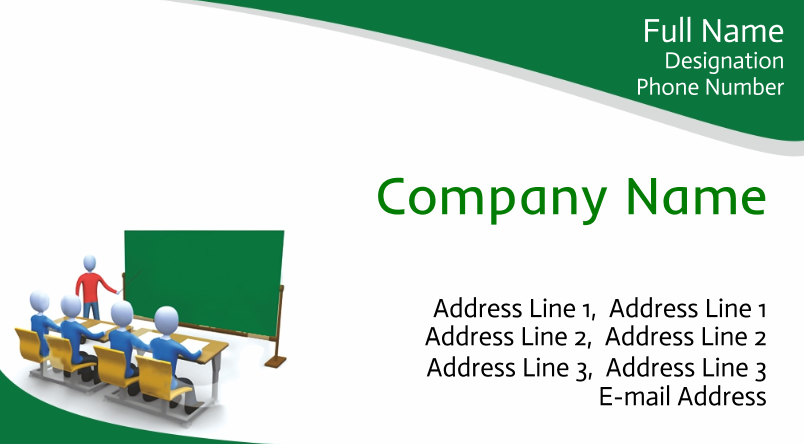 Full Name
Designation
Phone Number
Company Name
Address Line 1,  Address Line 1
Address Line 2,  Address Line 2
Address Line 3,  Address Line 3
E-mail Address